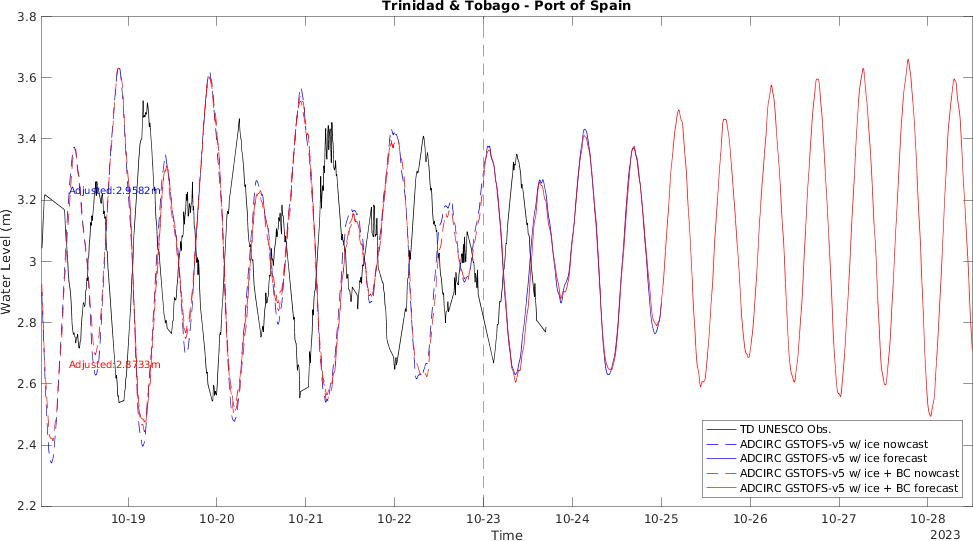 Trinidad & Tobago - Port of Spain
3.8
3.6
3.4
3.2
3
2.8
2.6
2.4
2.2
Water Level (m)
Adjusted:2.9582m
Adjusted:2.8733m
TD UNESCO Obs.
ADCIRC GSTOFS-v5 w/ ice nowcast
ADCIRC GSTOFS-v5 w/ ice forecast
ADCIRC GSTOFS-v5 w/ ice + BC nowcast
ADCIRC GSTOFS-v5 w/ ice + BC forecast
10-19 10-20 10-21 10-22 10-23 10-24 10-25 10-26 10-27 10-28
2023
Time